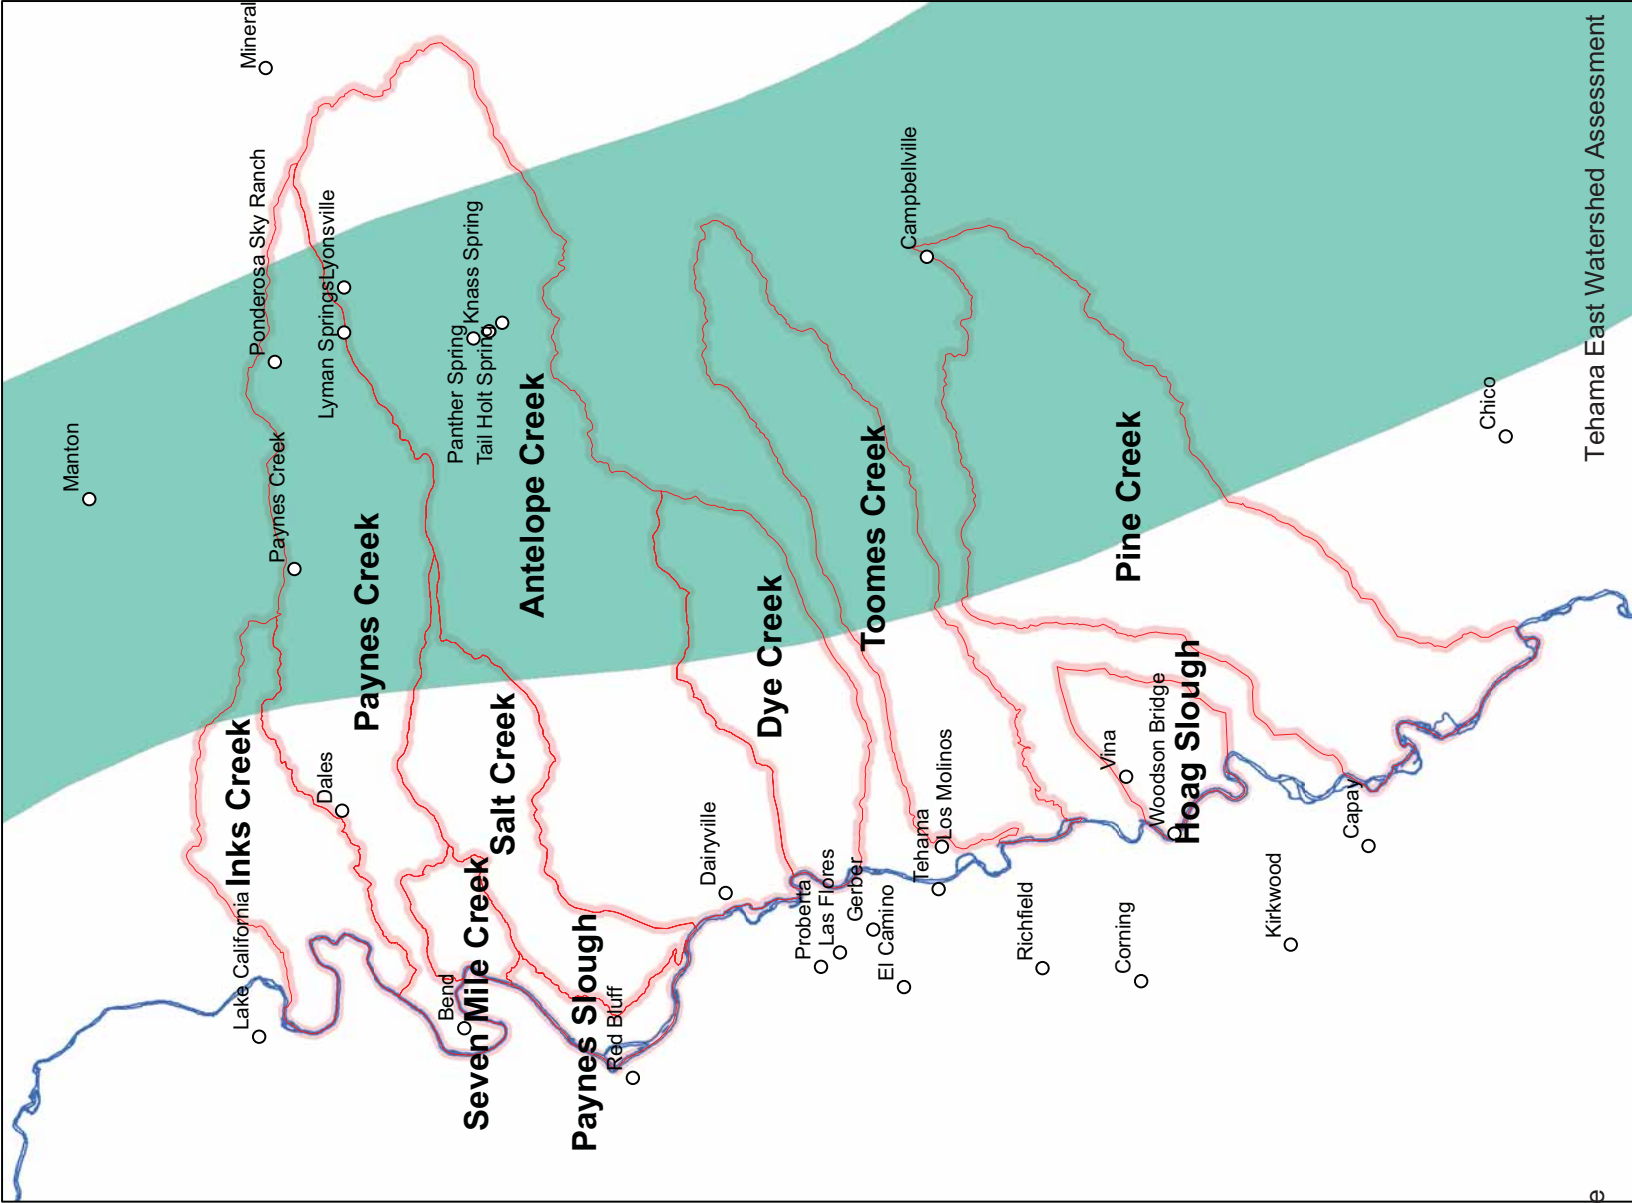 Manton
Lake California
Inks Creek
Mineral
Ponderosa Sky Ranch
Paynes Creek
Dales
Lyman Springs
Lyonsville
Paynes Creek
Bend
Panther Spring
Knass Spring
Seven Mile Creek
Tail Holt Spring
Salt Creek
Antelope Creek
Paynes Slough
Red Bluff
Dairyville
Dye Creek
Proberta
Las Flores
Gerber
Toomes Creek
El Camino
Campbellville
Tehama
Los Molinos
Richfield
Vina
Corning
Pine Creek
Woodson Bridge
Hoag Slough
Kirkwood
Capay
Chico
e
Tehama East Watershed Assessment